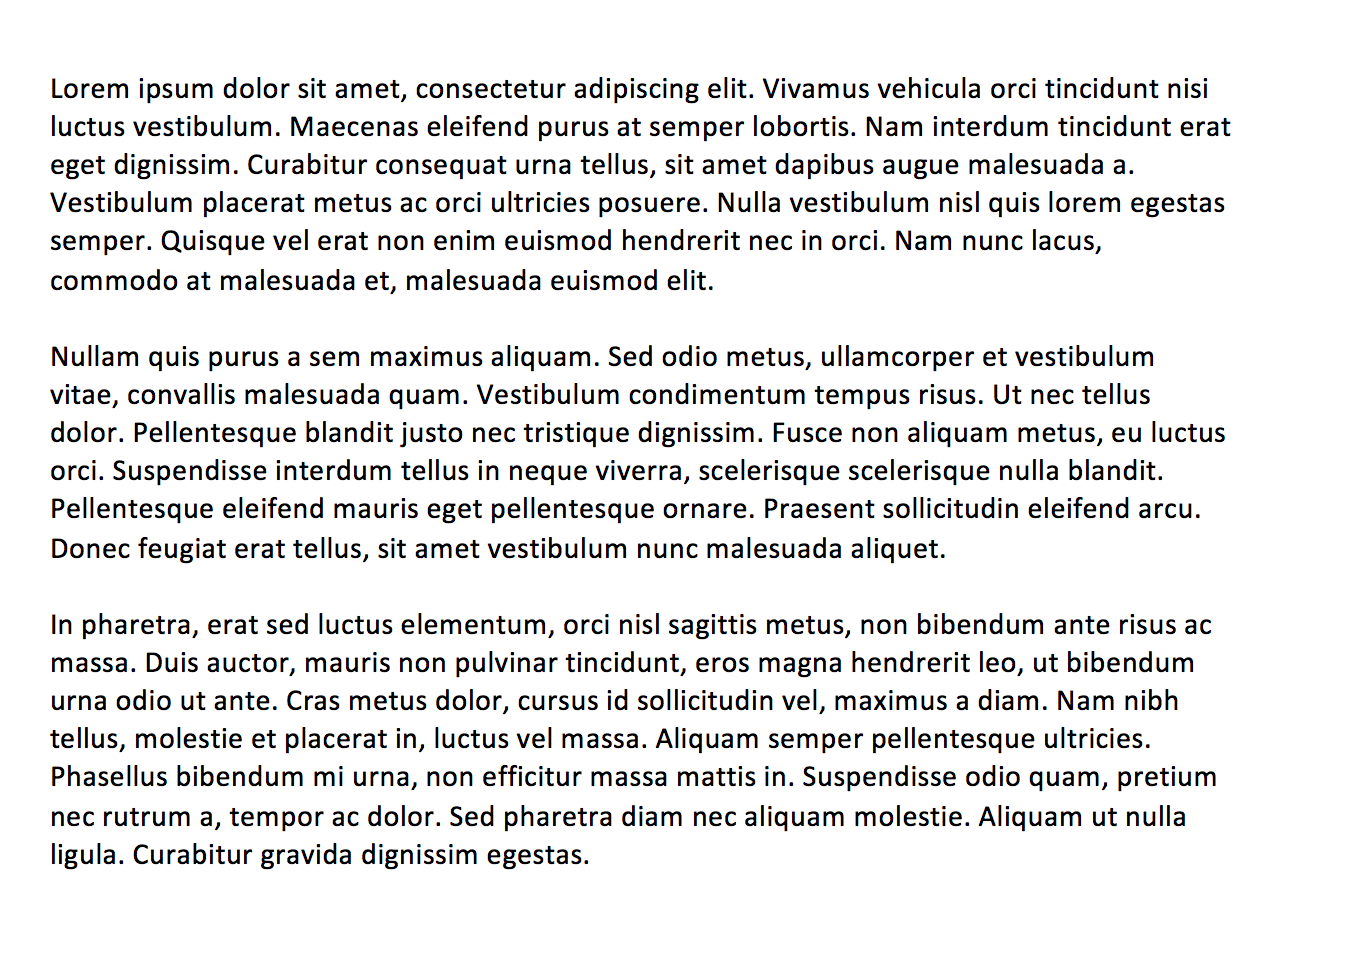 Lorem ipsum dolor sit amet, consectetur adipiscing elit. Vivamus vehicula orci tincidunt nisi
luctus vestibulum. Maecenas eleifend purus at semper lobortis. Nam interdum tincidunt erat
eget dignissim. Curabitur consequat urna tellus, sit amet dapibus augue malesuada a.
Vestibulum placerat metus ac orci ultricies posuere. Nulla vestibulum nisl quis lorem egestas
semper. Quisque vel erat non enim euismod hendrerit nec in orci. Nam nunc lacus,
commodo at malesuada et, malesuada euismod elit.

Nullam quis purus a sem maximus aliquam. Sed odio metus, ullamcorper et vestibulum
vitae, convallis malesuada quam. Vestibulum condimentum tempus risus. Ut nec tellus
dolor. Pellentesque blandit justo nec tristique dignissim. Fusce non aliquam metus, eu luctus
orci. Suspendisse interdum tellus in neque viverra, scelerisque scelerisque nulla blandit.
Pellentesque eleifend mauris eget pellentesque ornare. Praesent sollicitudin eleifend arcu.
Donec feugiat erat tellus, sit amet vestibulum nunc malesuada aliquet.

In pharetra, erat sed luctus elementum, orci nisl sagittis metus, non bibendum ante risus ac
massa. Duis auctor, mauris non pulvinar tincidunt, eros magna hendrerit leo, ut bibendum
urna odio ut ante. Cras metus dolor, cursus id sollicitudin vel, maximus a diam. Nam nibh
tellus, molestie et placerat in, luctus vel massa. Aliquam semper pellentesque ultricies.
Phasellus bibendum mi urna, non efficitur massa mattis in. Suspendisse odio quam, pretium
nec rutrum a, tempor ac dolor. Sed pharetra diam nec aliquam molestie. Aliquam ut nulla
ligula. Curabitur gravida dignissim egestas.